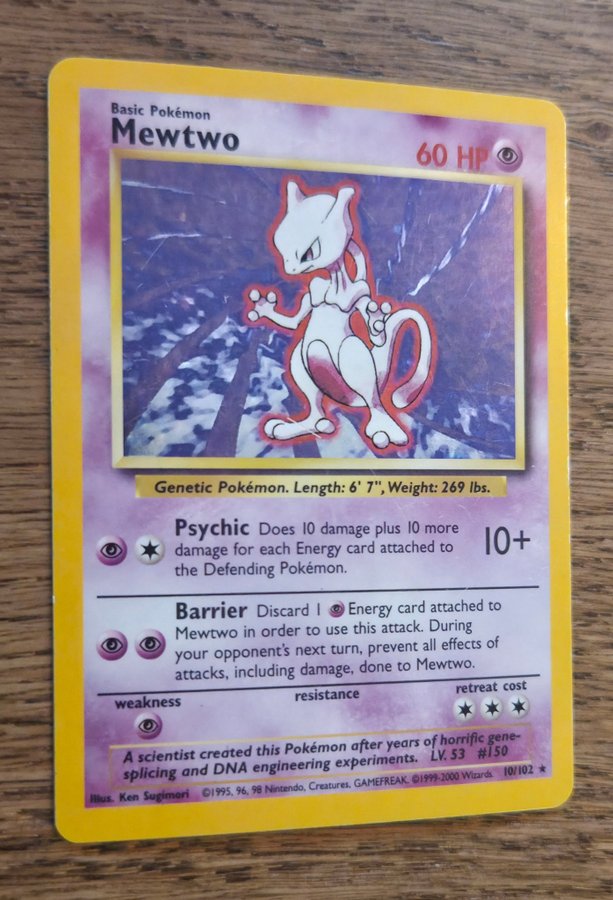 Basic Pokémon
Mewtwo
60 HP
Genetic Pokémon. Length: 6' 7", Weight: 269 lbs.
Psychic Does 10 damage plus 10 more
damage for each Energy card attached to
the Defending Pokémon.
10+
Barrier Discard 1 Energy card attached to
Mewtwo in order to use this attack. During
your opponent's next turn, prevent all effects of
attacks, including damage, done to Mewtwo.
weakness
resistance
retreat cost
A scientist created this Pokémon after years of horrific gene-
splicing and DNA engineering experiments. LV. 53 #150
Illus. Ken Sugimori ©1995, 96, 98 Nintendo, Creatures, GAMEFREAK. ©1999-2000 Wizards. 10/102